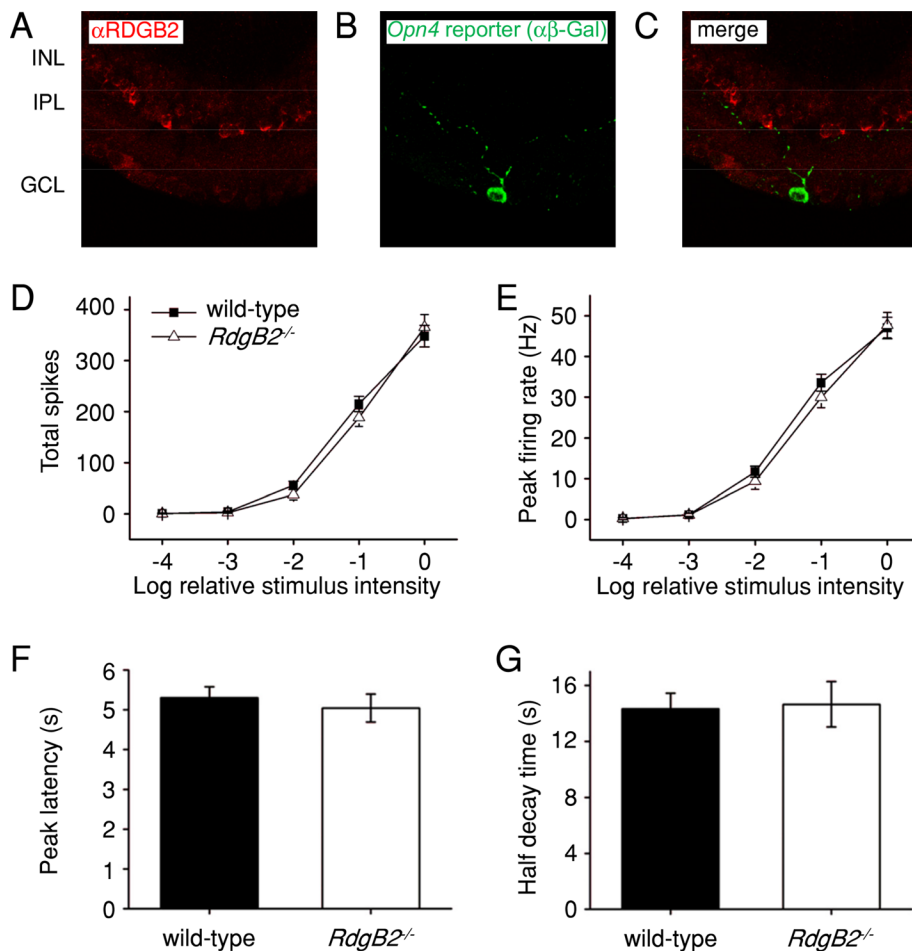 A
αRDGB2
INL
IPL
GCL
B
Opn4 reporter (αβ-Gal)
C
merge
D
400
300
200
100
0
Total spikes
wild-type
RdgB2-/-
-4 -3 -2 -1 0
Log relative stimulus intensity
E
50
40
30
20
10
0
Peak firing rate (Hz)
-4 -3 -2 -1 0
Log relative stimulus intensity
F
6
5
4
3
2
1
0
Peak latency (s)
wild-type RdgB2-/-
G
16
12
8
4
0
Half decay time (s)
wild-type RdgB2-/-